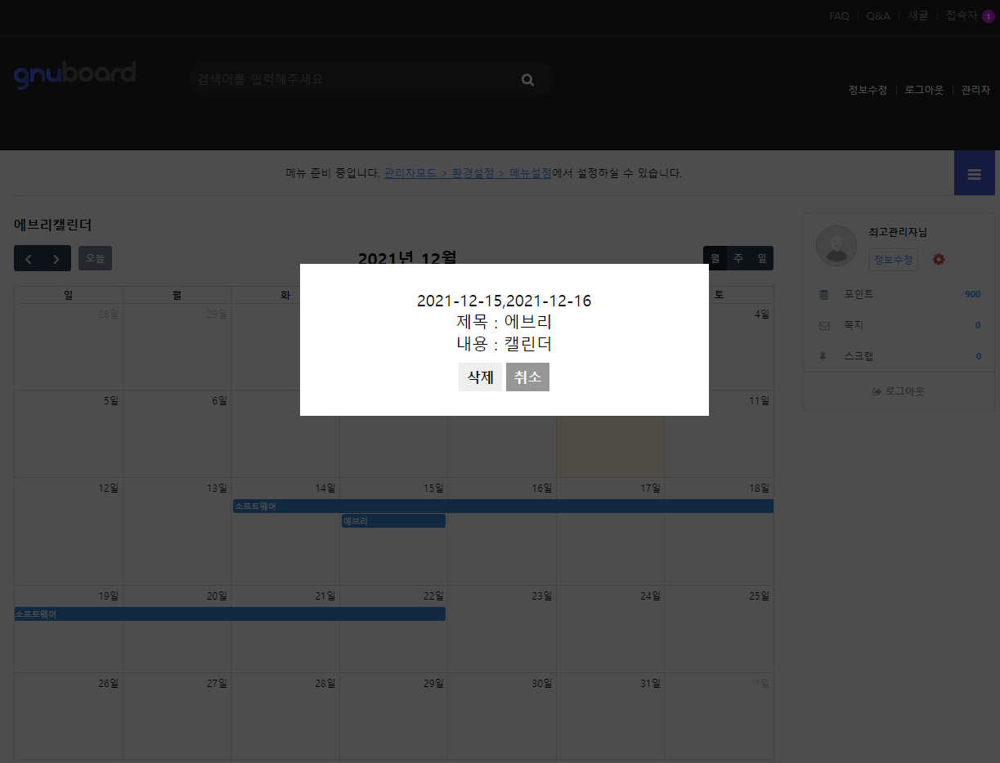 FAQ Q&A 새글 접속자 1
gnuboard
검색어를 입력해주세요
정보수정 로그아웃 관리자
메뉴 준비 중입니다. 관리자모드 > 환경설정 > 메뉴설정에서 설정하실 수 있습니다.
에브리캘린더
오늘
2021년 12월
월 주 일
일 월 화 토
28일 29일 4일
2021-12-15,2021-12-16
제목 : 에브리
내용 : 캘린더
삭제 취소
5일 6일 11일
12일 13일 14일 15일 16일 17일 18일
소프트웨어
에브리
19일 20일 21일 22일 23일 24일 25일
소프트웨어
26일 27일 28일 29일 30일 31일 1일
최고관리자님
정보수정
포인트 900
쪽지 0
스크랩 0
로그아웃